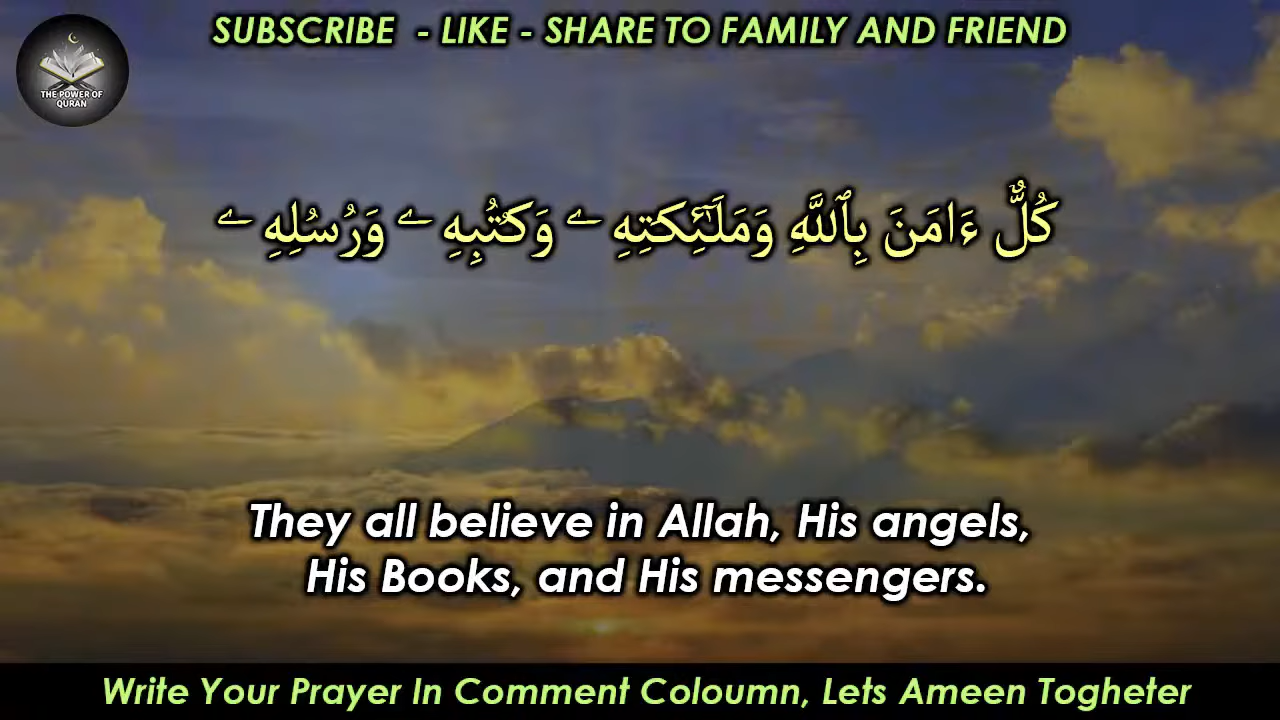 SUBSCRIBE - LIKE - SHARE TO FAMILY AND FRIEND
THE POWER OF
QURAN
كُلٌّ ءَامَنَ بِٱللَّهِ وَمَلَـٰٓئِكَتِهِۦ وَكُتُبِهِۦ وَرُسُلِهِۦ
They all believe in Allah, His angels,
His Books, and His messengers.
Write Your Prayer In Comment Coloumn, Lets Ameen Togheter